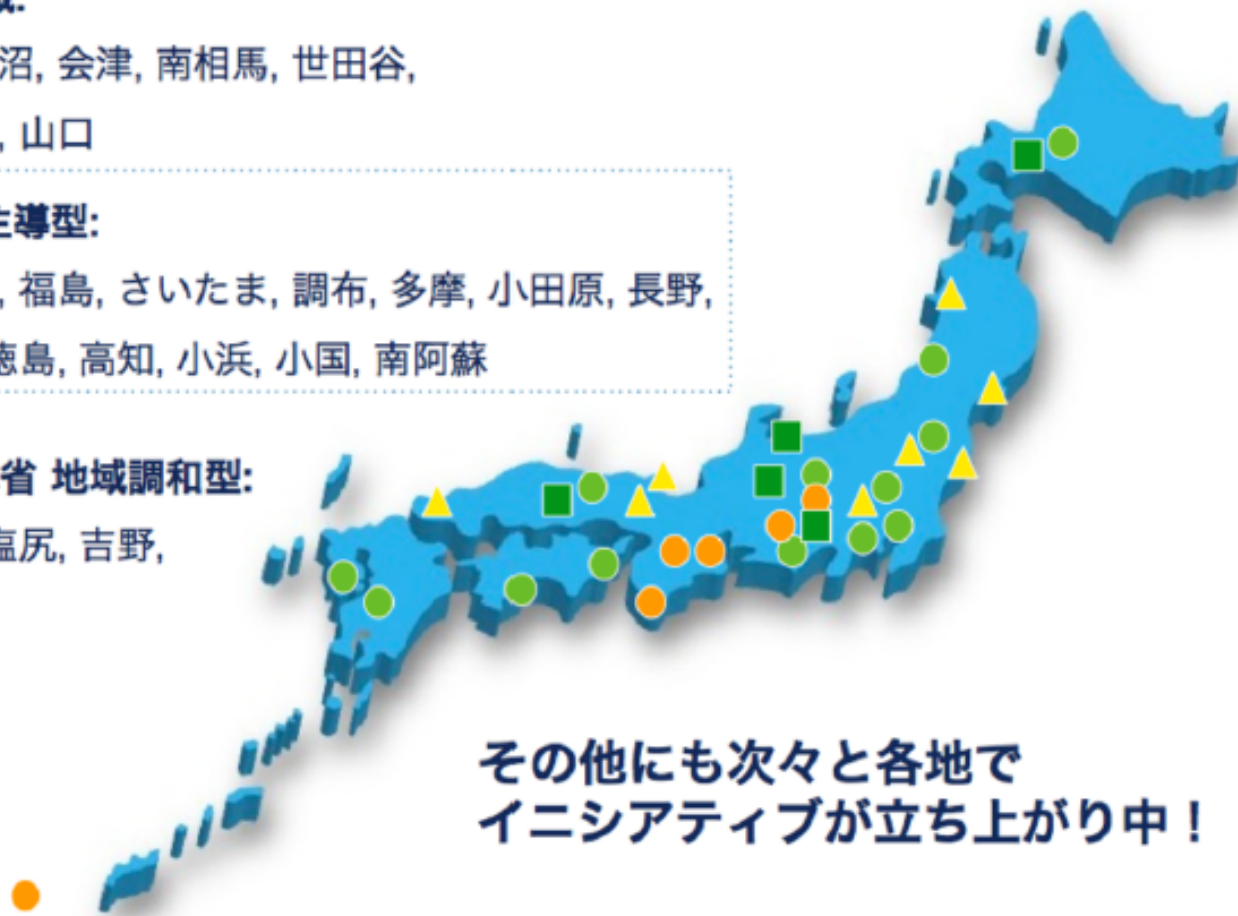 沼, 会津, 南相馬, 世田谷,
, 山口
主導型:
, 福島, さいたま, 調布, 多摩, 小田原, 長野,
徳島, 高知, 小浜, 小国, 南阿蘇
省 地域調和型:
塩尻, 吉野,
その他にも次々と各地で
イニシアティブが立ち上がり中！